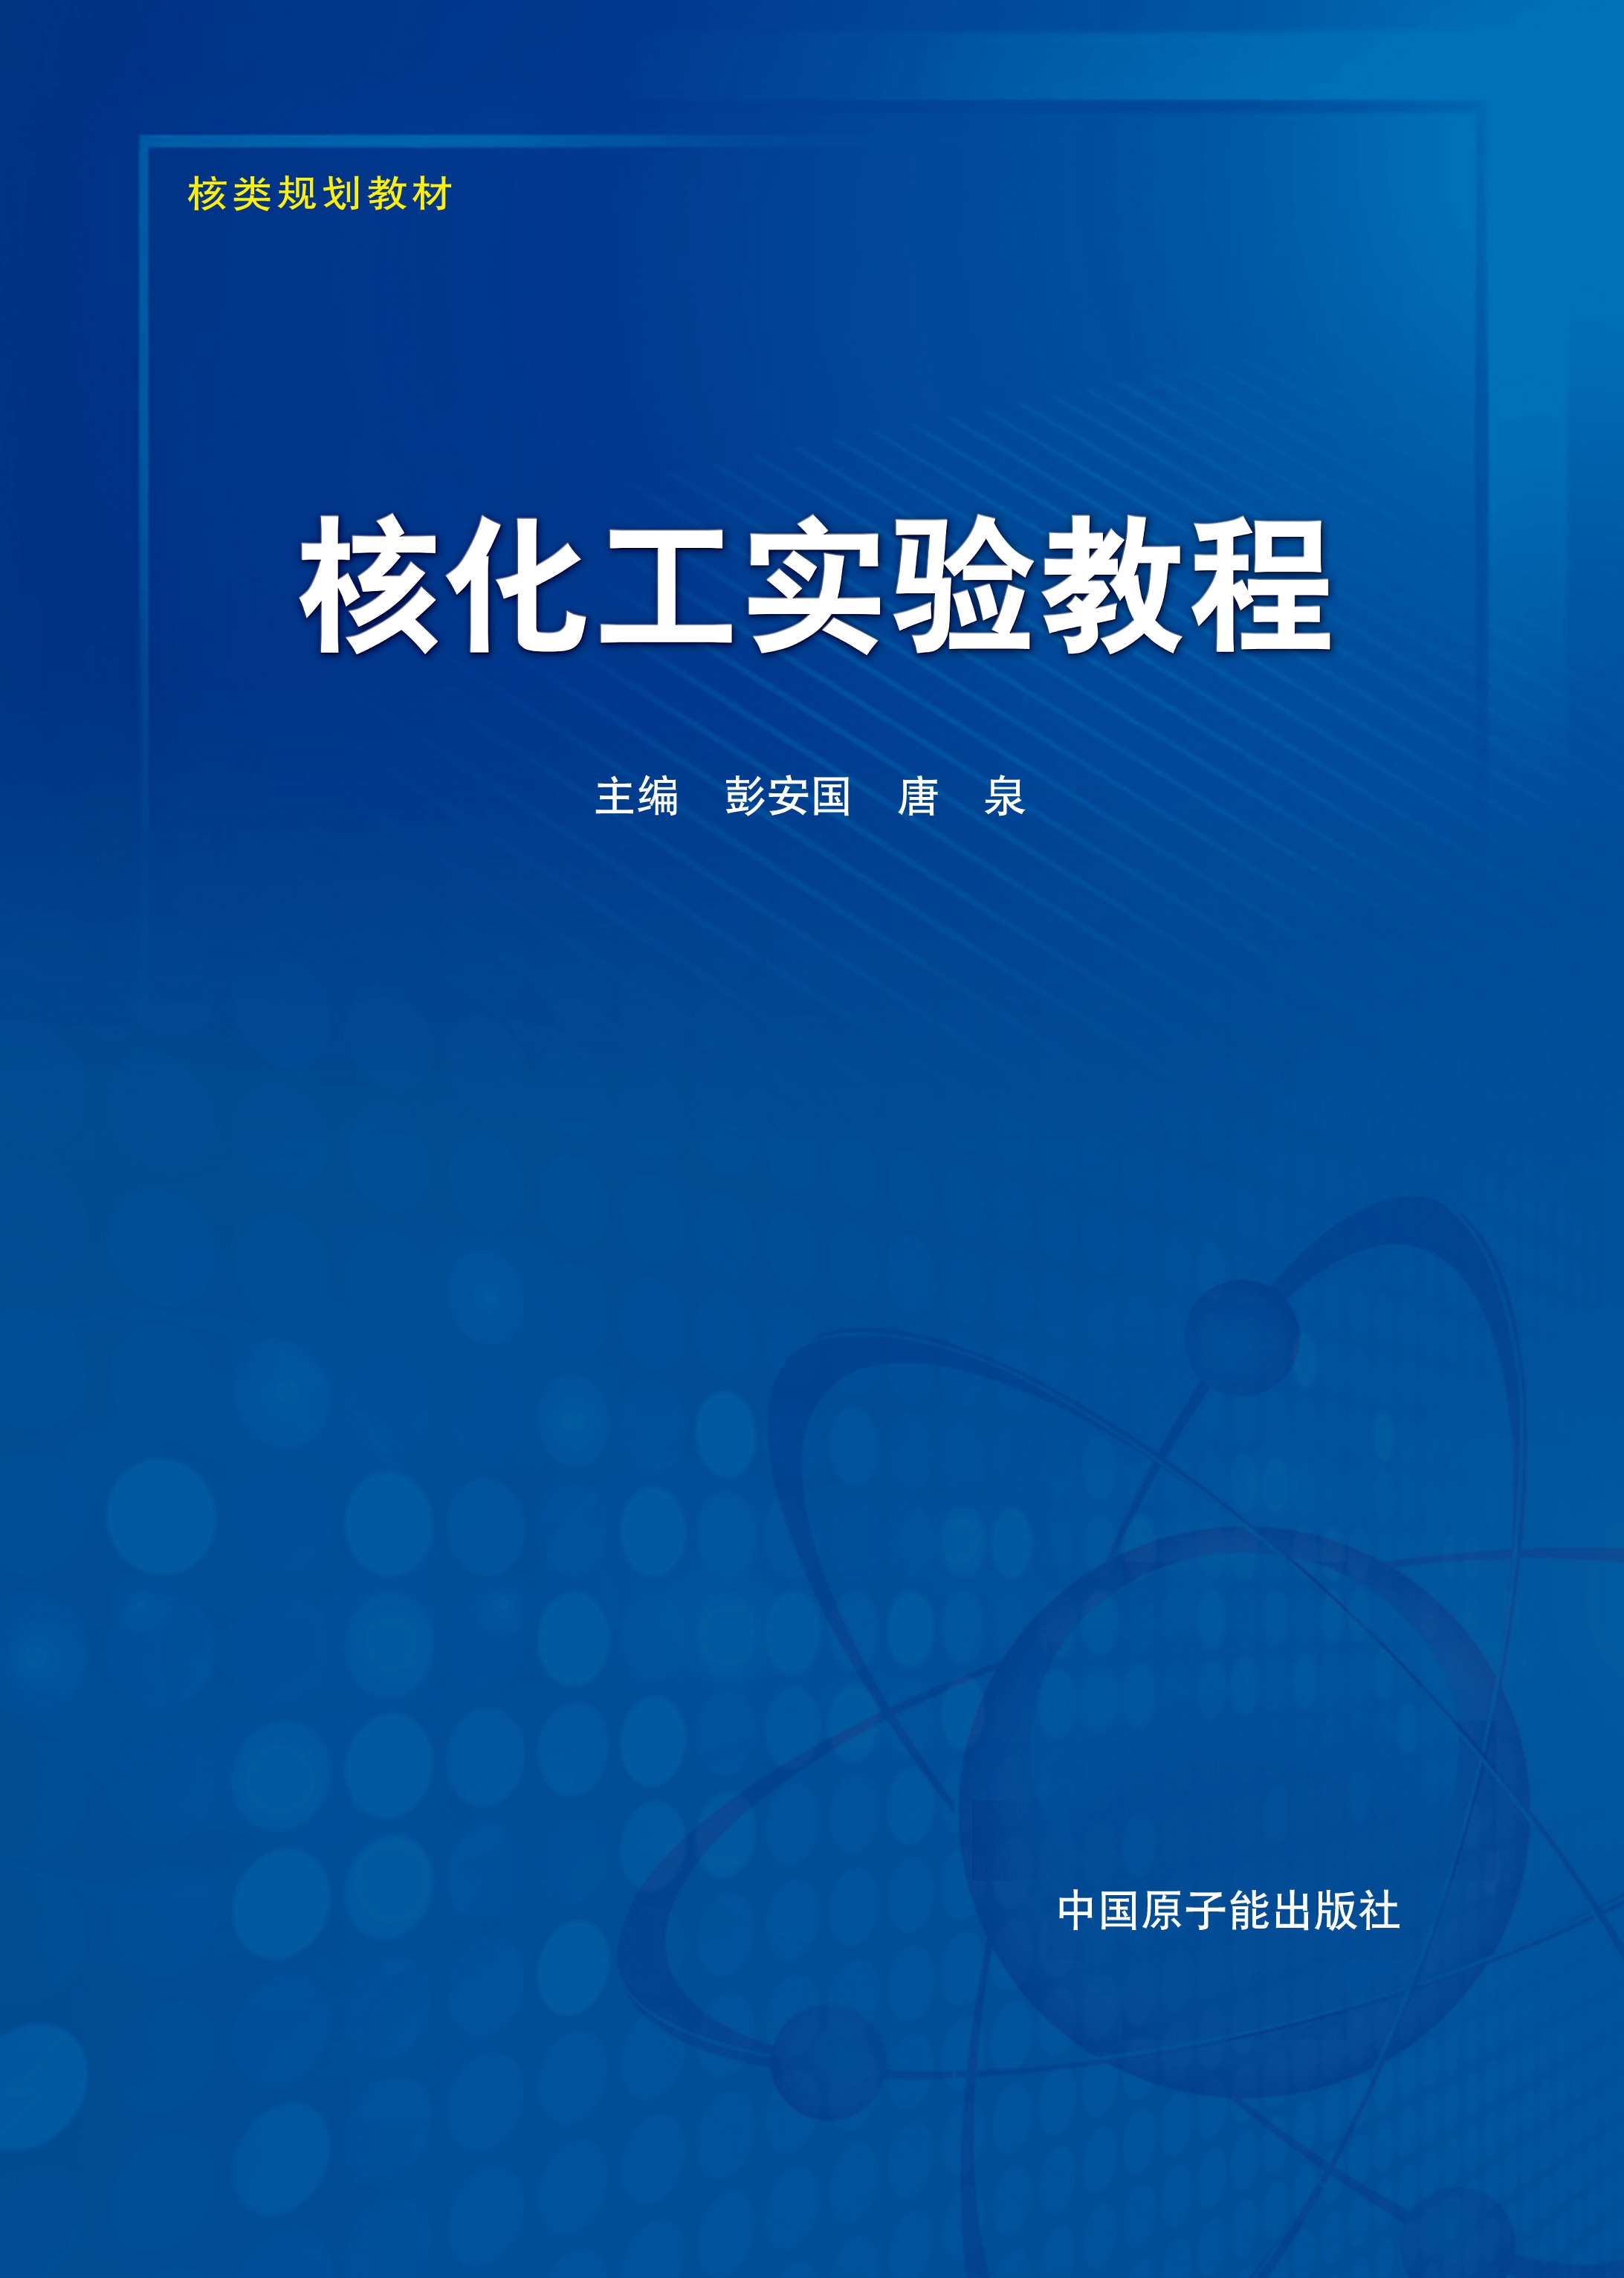 核类规划教材
核化工实验教程
主编　彭安国　唐　泉
中国原子能出版社